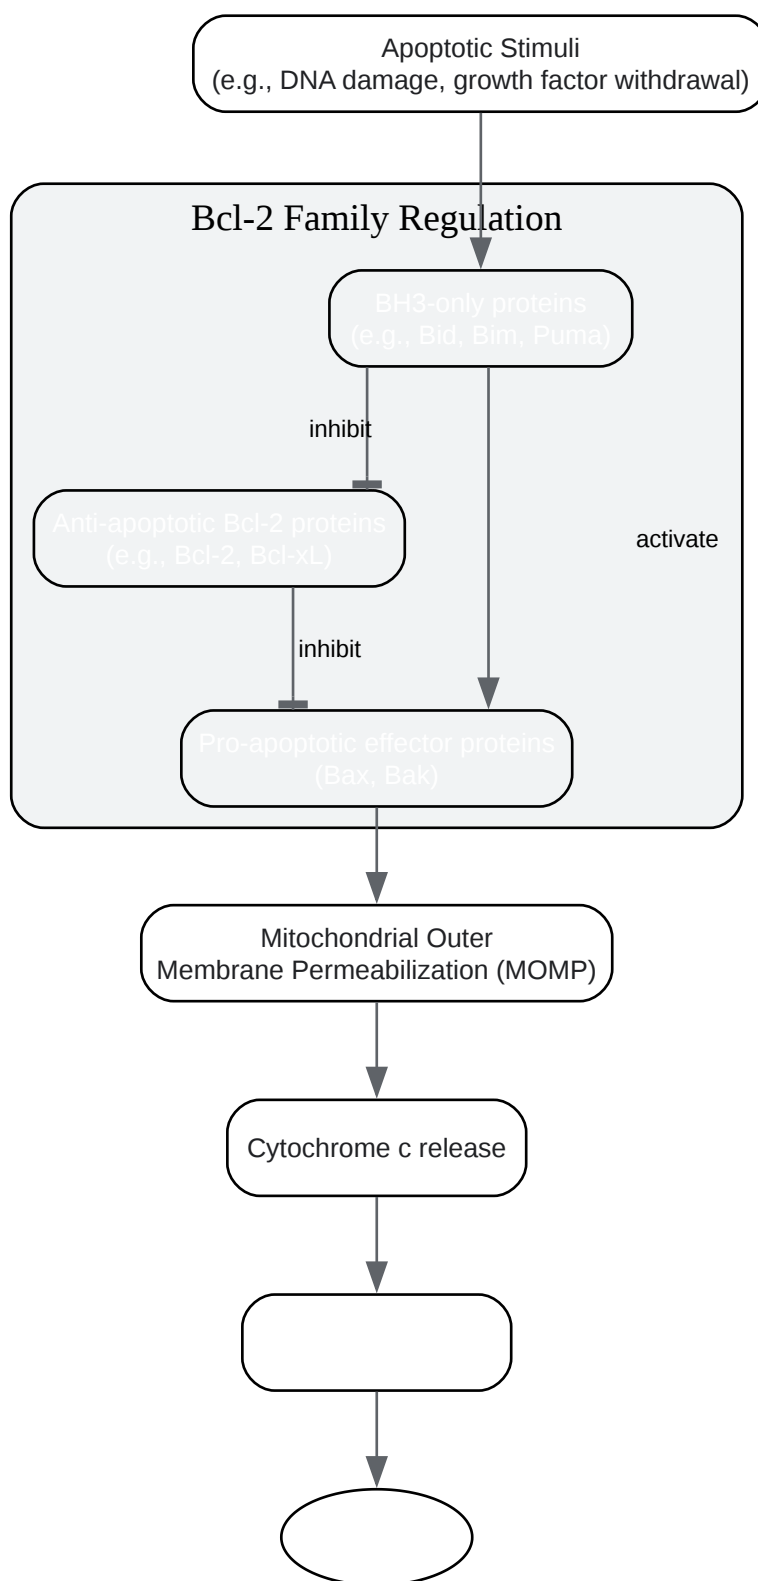 Apoptotic Stimuli
(e.g., DNA damage, growth factor withdrawal)
Bcl-2 Family Regulation
BH3-only proteins
(e.g., Bid, Bim, Puma)
inhibit
Anti-apoptotic Bcl-2 proteins
(e.g., Bcl-2, Bcl-xL)
activate
inhibit
Pro-apoptotic effector proteins
(Bax, Bak)
Mitochondrial Outer
Membrane Permeabilization (MOMP)
Cytochrome c release